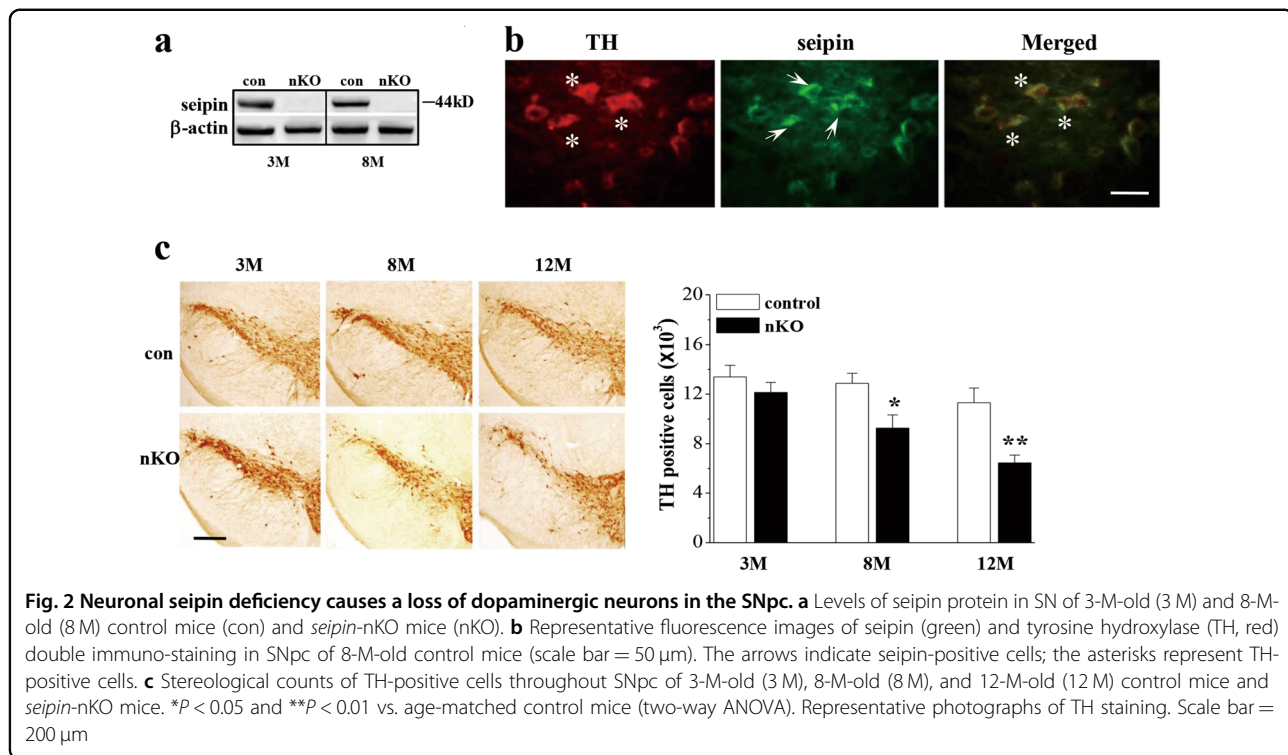 a
con nKO con nKO
seipin
44kD
β-actin
3M 8M
b
TH seipin Merged
* * *
* * *
c
3M 8M 12M
con
nKO
TH positive cells (×10³)
20
16
12
8
4
0
control
nKO
*
**
3M 8M 12M
Fig. 2 Neuronal seipin deficiency causes a loss of dopaminergic neurons in the SNpc. a Levels of seipin protein in SN of 3-M-old (3 M) and 8-M-
old (8 M) control mice (con) and seipin-nKO mice (nKO). b Representative fluorescence images of seipin (green) and tyrosine hydroxylase (TH, red)
double immuno-staining in SNpc of 8-M-old control mice (scale bar = 50 μm). The arrows indicate seipin-positive cells; the asterisks represent TH-
positive cells. c Stereological counts of TH-positive cells throughout SNpc of 3-M-old (3 M), 8-M-old (8 M), and 12-M-old (12 M) control mice and
seipin-nKO mice. *P < 0.05 and **P < 0.01 vs. age-matched control mice (two-way ANOVA). Representative photographs of TH staining. Scale bar =
200 μm